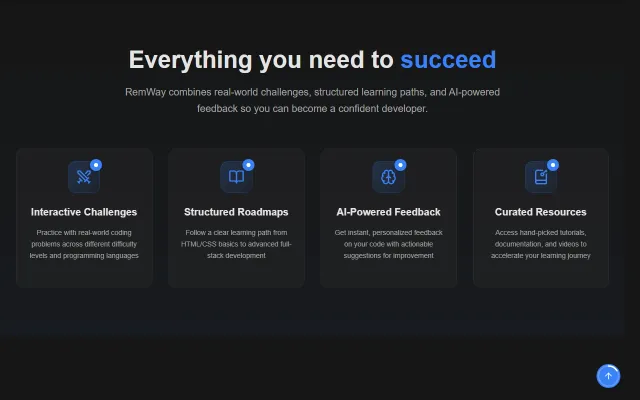 Everything you need to succeed
RemWay combines real-world challenges, structured learning paths, and AI-powered
feedback so you can become a confident developer.
Interactive Challenges
Practice with real-world coding
problems across different difficulty
levels and programming languages
Structured Roadmaps
Follow a clear learning path from
HTML/CSS basics to advanced full-
stack development
AI-Powered Feedback
Get instant, personalized feedback
on your code with actionable
suggestions for improvement
Curated Resources
Access hand-picked tutorials,
documentation, and videos to
accelerate your learning journey